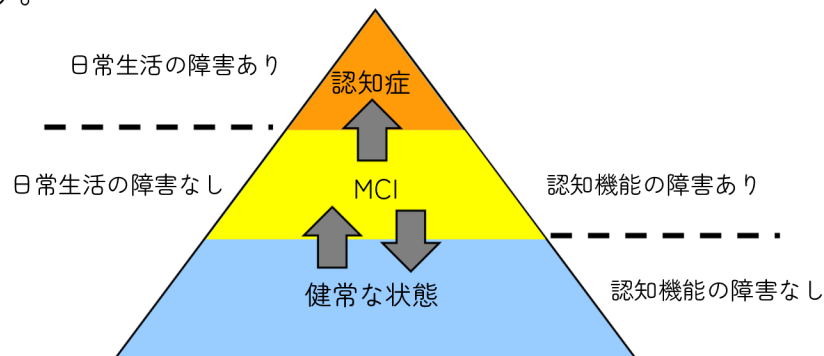 日常生活の障害あり
認知症
日常生活の障害なし
MCI
認知機能の障害あり
健常な状態
認知機能の障害なし